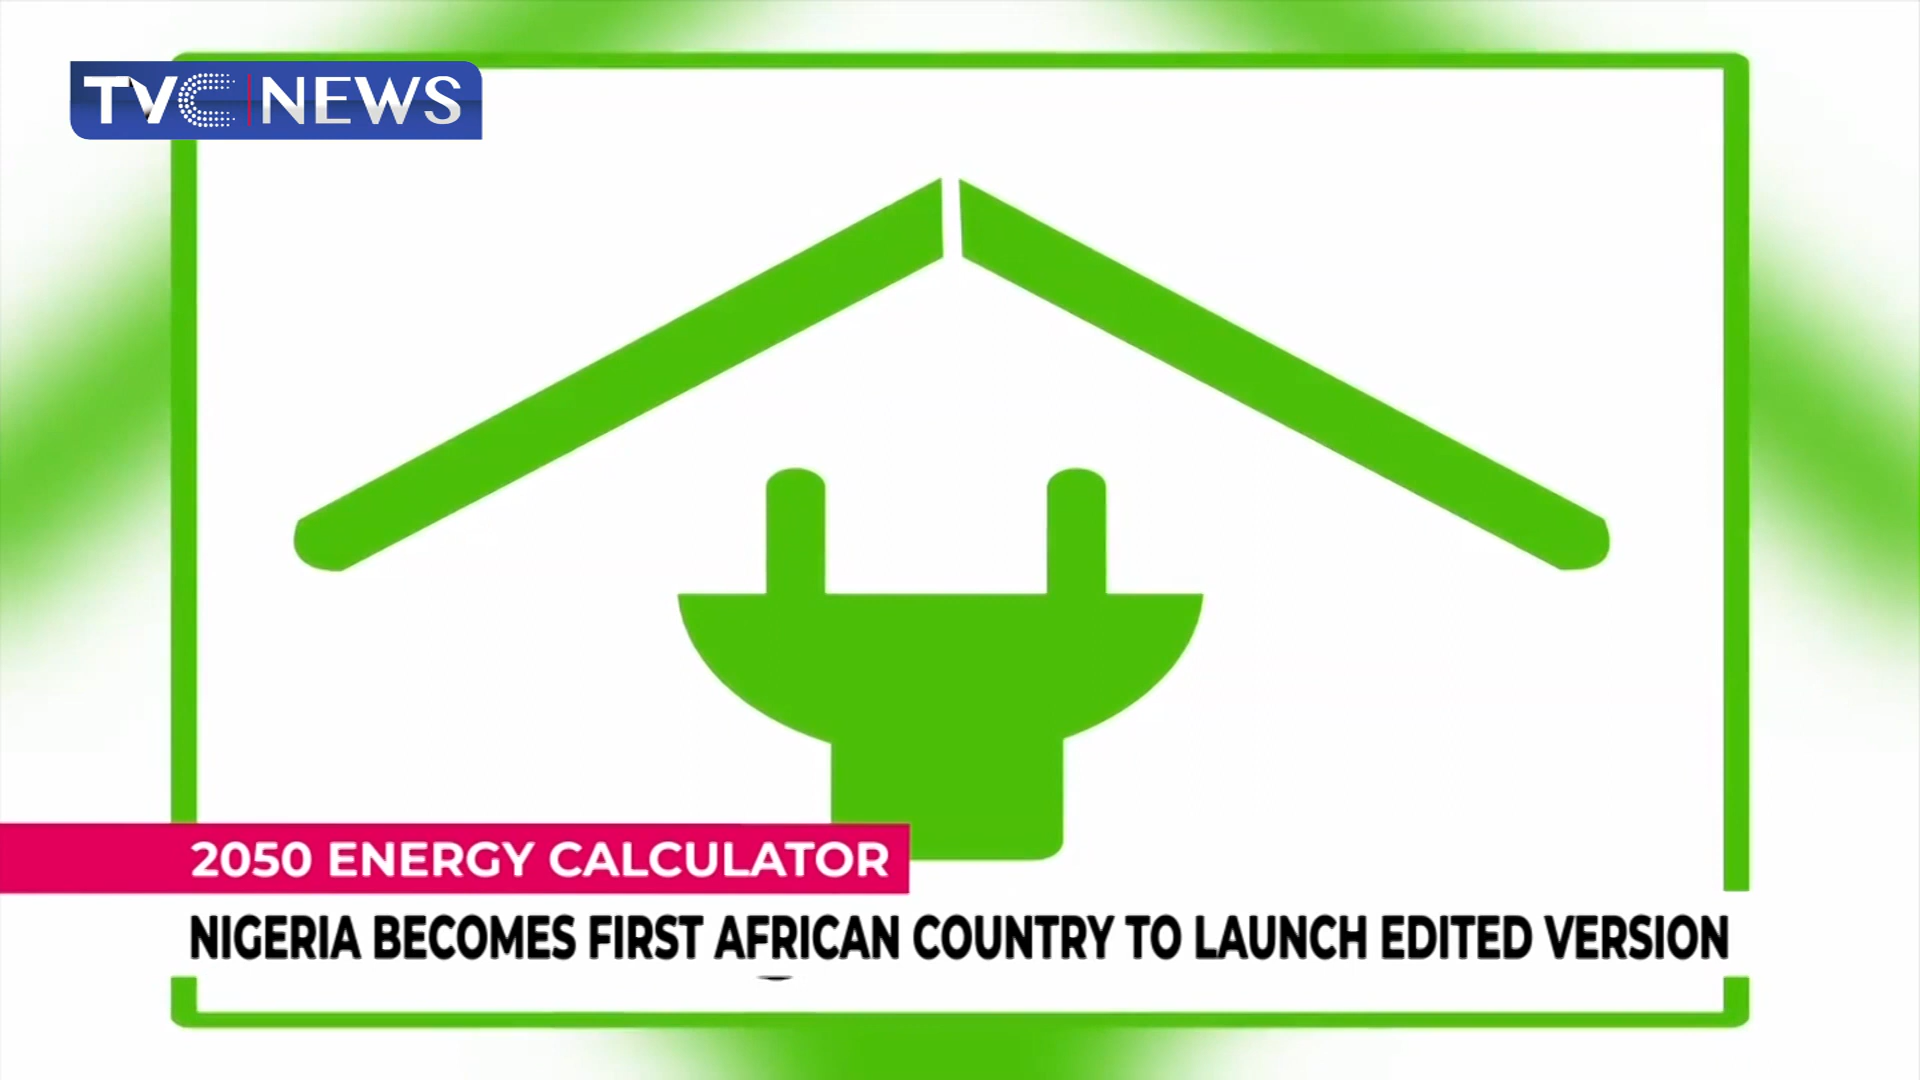 TVC NEWS
2050 ENERGY CALCULATOR
NIGERIA BECOMES FIRST AFRICAN COUNTRY TO LAUNCH EDITED VERSION